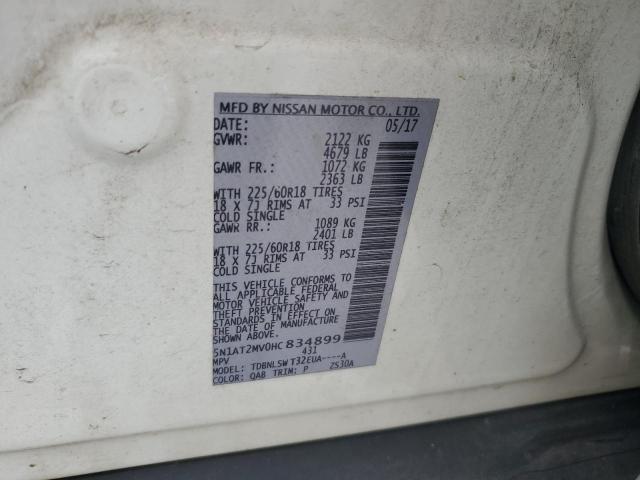 MFD BY NISSAN MOTOR CO., LTD.
DATE: 05/17
GVWR: 2122 KG
4679 LB
GAWR FR.: 1072 KG
2363 LB
WITH 225/60R18 TIRES
18 X 7J RIMS AT 33 PSI
COLD SINGLE
GAWR RR.: 1089 KG
2401 LB
WITH 225/60R18 TIRES
18 X 7J RIMS AT 33 PSI
COLD SINGLE
THIS VEHICLE CONFORMS TO
ALL APPLICABLE FEDERAL
MOTOR VEHICLE SAFETY AND
THEFT PREVENTION
STANDARDS IN EFFECT ON
THE DATE OF MANUFACTURE
SHOWN ABOVE.
5N1AT2MV0HC834899
MPV 431
MODEL: TDBNLSW T32EUA----A
COLOR: QAB TRIM: P ZS30A